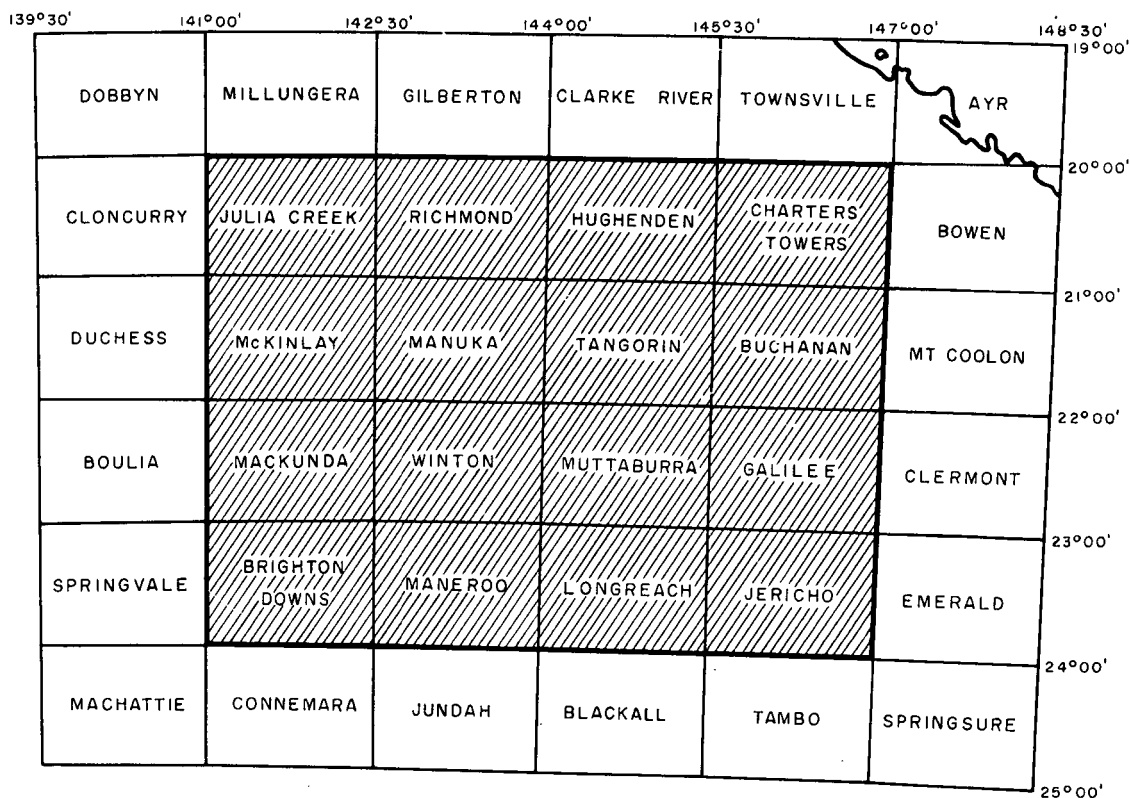 139°30' 141°00' 142°30' 144°00' 145°30' 147°00' 148°30'
19°00'
DOBBYN MILLUNGERA GILBERTON CLARKE RIVER TOWNSVILLE AYR
20°00'
CLONCURRY JULIA CREEK RICHMOND HUGHENDEN CHARTERS TOWERS BOWEN
21°00'
DUCHESS McKINLAY MANUKA TANGORIN BUCHANAN MT COOLON
22°00'
BOULIA MACKUNDA WINTON MUTTABURRA GALILEE CLERMONT
23°00'
SPRINGVALE BRIGHTON DOWNS MANEROO LONGREACH JERICHO EMERALD
24°00'
MACHATTIE CONNEMARA JUNDAH BLACKALL TAMBO SPRINGSURE
25°00'